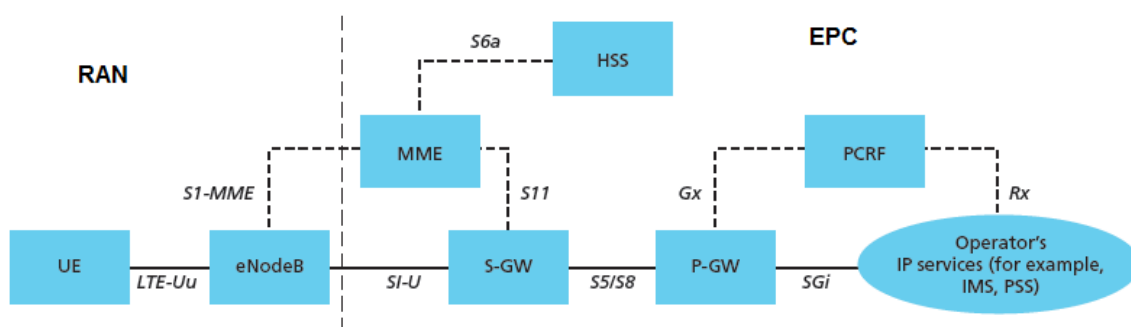 EPC
S6a
HSS
RAN
MME
PCRF
S1-MME
S11
Gx
Rx
UE
eNodeB
S-GW
P-GW
Operator's
IP services (for example,
IMS, PSS)
LTE-Uu
SI-U
S5/S8
SGi